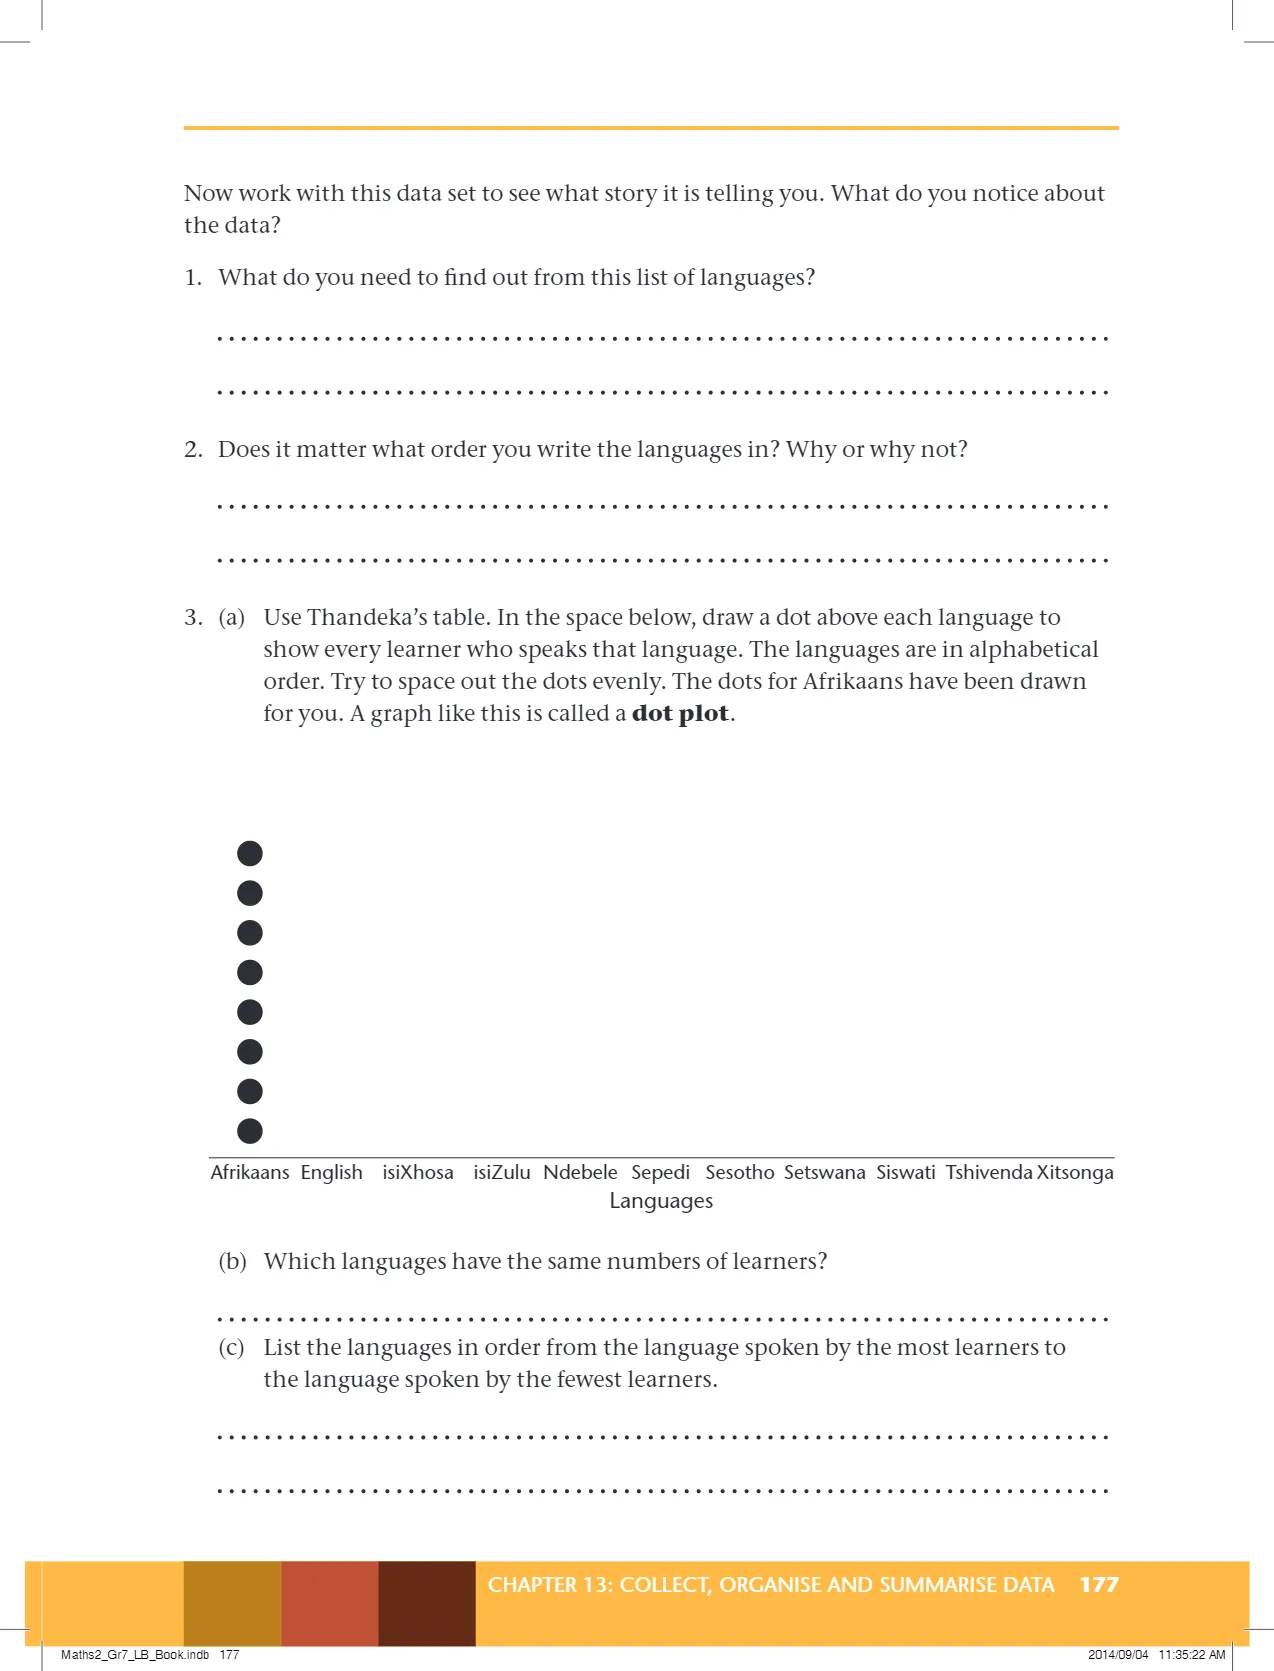 Now work with this data set to see what story it is telling you. What do you notice about
the data?
1. What do you need to find out from this list of languages?
2. Does it matter what order you write the languages in? Why or why not?
3. (a) Use Thandeka’s table. In the space below, draw a dot above each language to
show every learner who speaks that language. The languages are in alphabetical
order. Try to space out the dots evenly. The dots for Afrikaans have been drawn
for you. A graph like this is called a dot plot.
Afrikaans English isiXhosa isiZulu Ndebele Sepedi Sesotho Setswana Siswati Tshivenda Xitsonga
Languages
(b) Which languages have the same numbers of learners?
(c) List the languages in order from the language spoken by the most learners to
the language spoken by the fewest learners.
CHAPTER 13: COLLECT, ORGANISE AND SUMMARISE DATA 177
Maths2_Gr7_LB_Book.indb 177 2014/09/04 11:35:22 AM